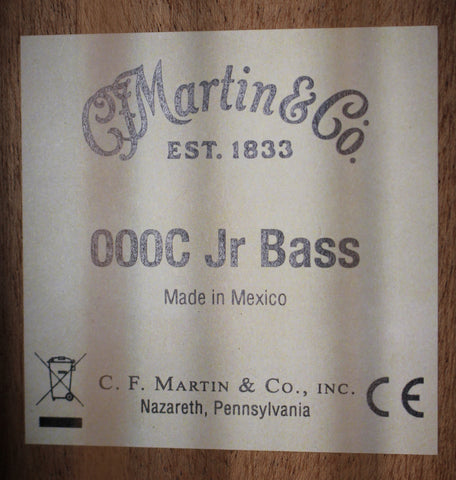 CFMartin & Co.
EST. 1833
000C Jr Bass
Made in Mexico
C. F. MARTIN & CO., INC.
Nazareth, Pennsylvania
CE